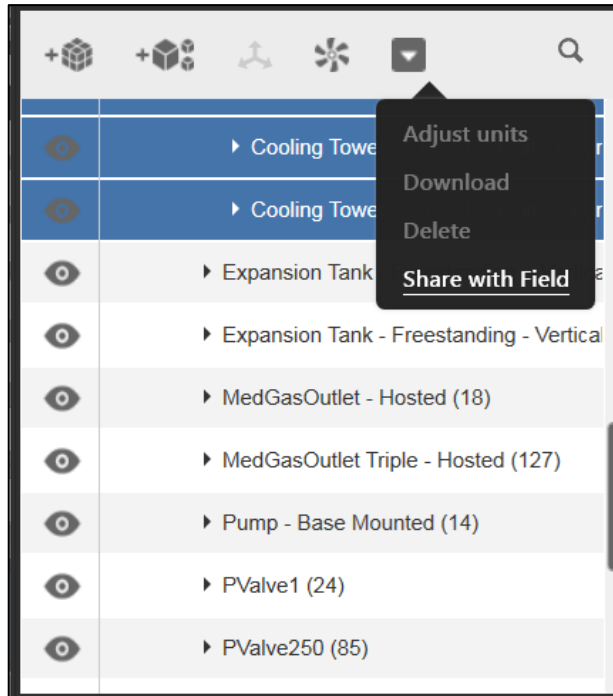 Cooling Towe
Adjust units
Cooling Towe
Download
Delete
Expansion Tank
Share with Field
Expansion Tank - Freestanding - Vertical
MedGasOutlet - Hosted (18)
MedGasOutlet Triple - Hosted (127)
Pump - Base Mounted (14)
PValve1 (24)
PValve250 (85)